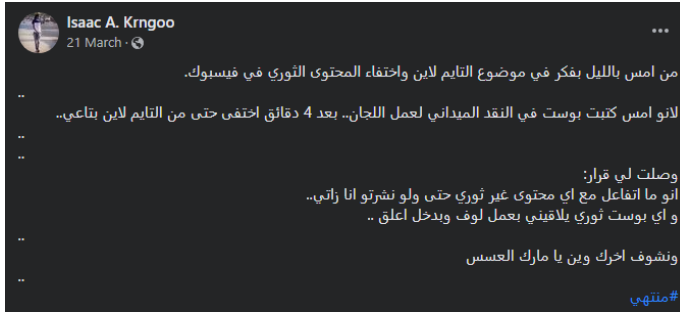 Isaac A. Krngoo
21 March
من امس بالليل بفكر في موضوع التايم لاين واختفاء المحتوى الثوري في فيسبوك.
..
لانو امس كتبت بوست في النقد الميداني لعمل اللجان.. بعد 4 دقائق اختفى حتى من التايم لاين بتاعي..
..
..
وصلت لي قرار:
انو ما اتفاعل مع اي محتوى غير ثوري حتى ولو نشرتو انا زاتي..
و اي بوست ثوري يلاقيني بعمل لوف وبدخل اعلق ..
..
ونشوف اخرك وين يا مارك العسس
..
#منتهي